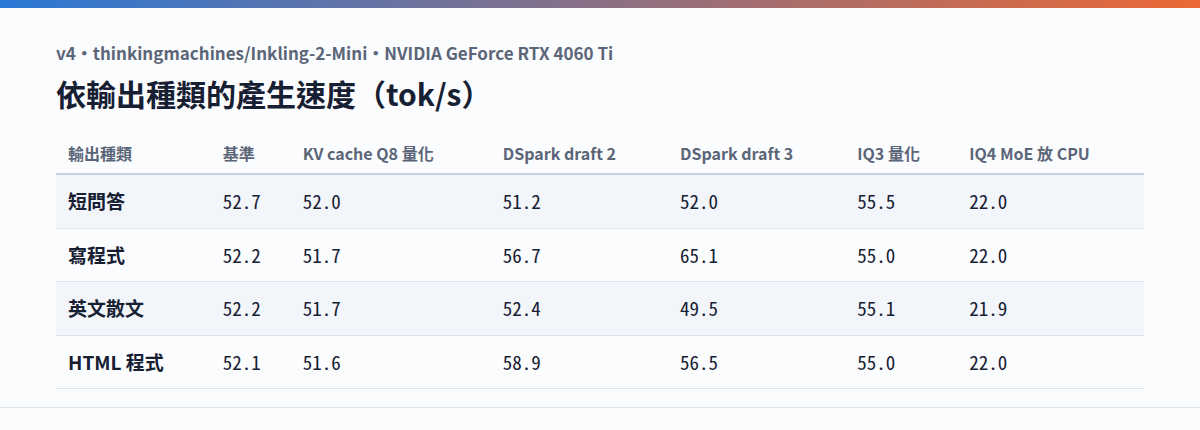 v4・thinkingmachines/Inkling-2-Mini・NVIDIA GeForce RTX 4060 Ti
依輸出種類的產生速度（tok/s）
輸出種類 基準 KV cache Q8 量化 DSpark draft 2 DSpark draft 3 IQ3 量化 IQ4 MoE 放 CPU
短問答 52.7 52.0 51.2 52.0 55.5 22.0
寫程式 52.2 51.7 56.7 65.1 55.0 22.0
英文散文 52.2 51.7 52.4 49.5 55.1 21.9
HTML 程式 52.1 51.6 58.9 56.5 55.0 22.0